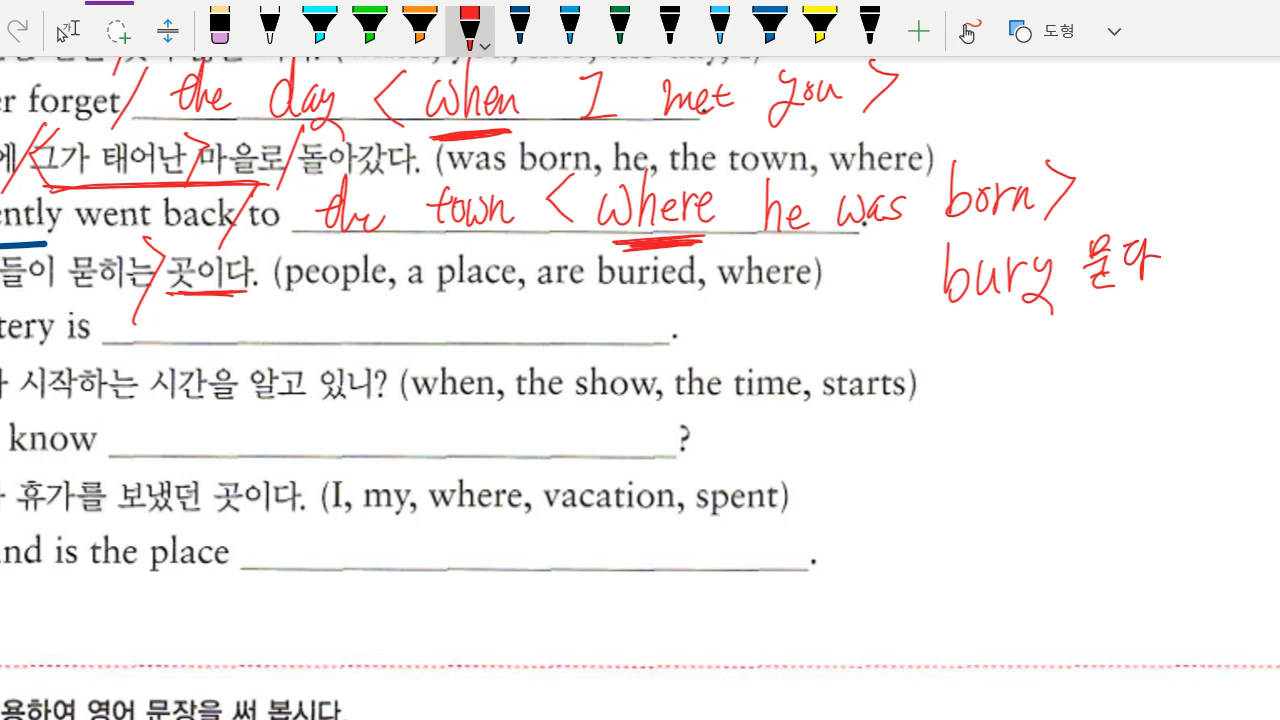 도형
er forget the day < when I met you >.
에 그가 태어난 마을로 돌아갔다. (was born, he, the town, where)
ently went back to the town < where he was born >.
들이 묻히는 곳이다. (people, a place, are buried, where)
bury 묻다
tery is ____.
시작하는 시간을 알고 있니? (when, the show, the time, starts)
know ____?
휴가를 보냈던 곳이다. (I, my, where, vacation, spent)
nd is the place ____.
용하여 영어 문장을 써 봅시다.